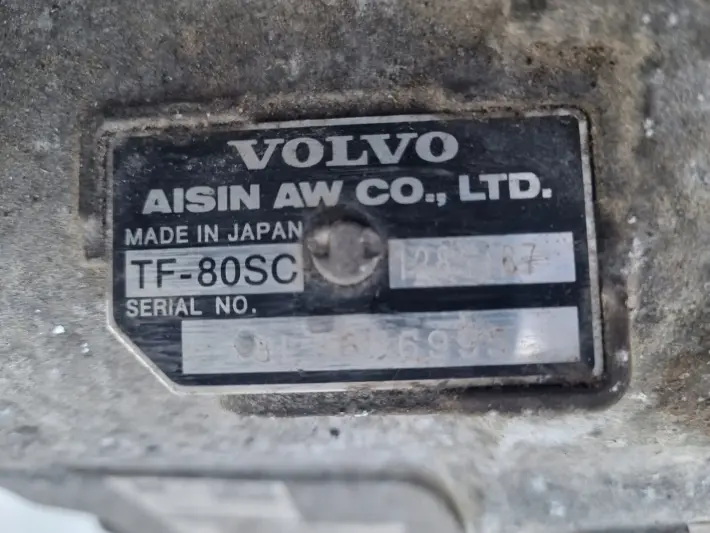 VOLVO
AISIN AW CO., LTD.
MADE IN JAPAN
TF-80SC
SERIAL NO.